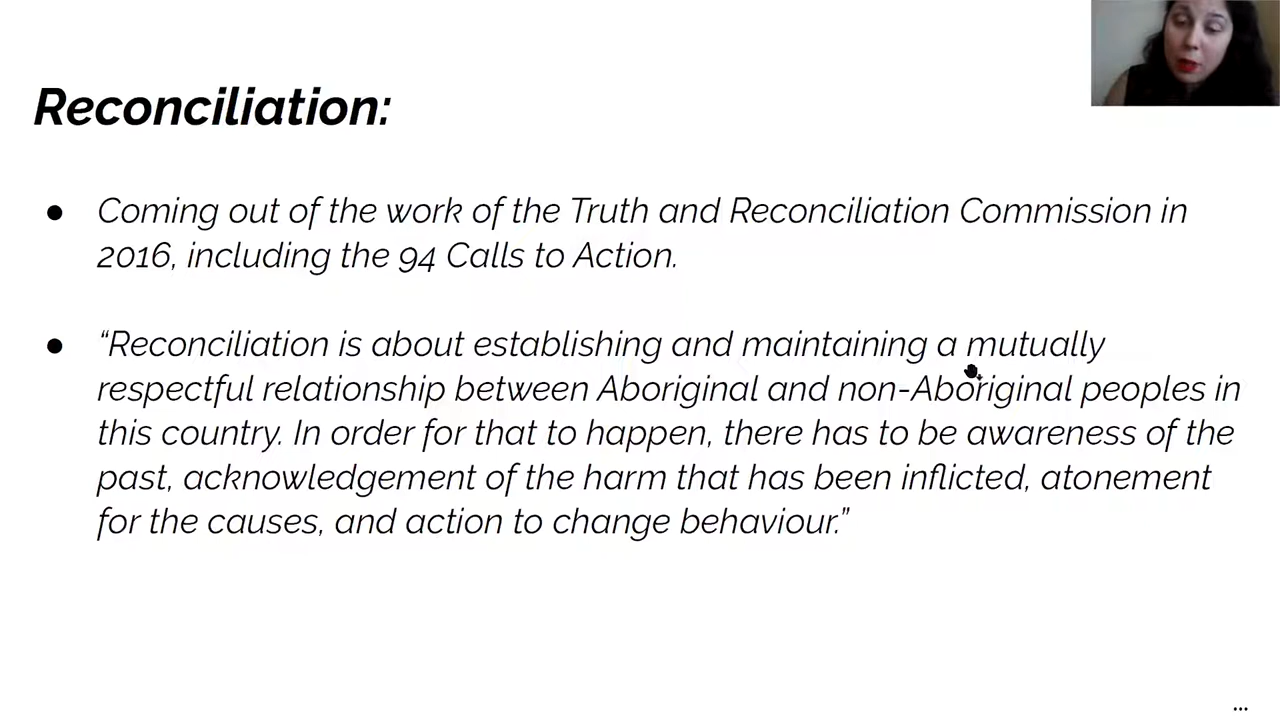 Reconciliation:
● Coming out of the work of the Truth and Reconciliation Commission in
2016, including the 94 Calls to Action.
● “Reconciliation is about establishing and maintaining a mutually
respectful relationship between Aboriginal and non-Aboriginal peoples in
this country. In order for that to happen, there has to be awareness of the
past, acknowledgement of the harm that has been inflicted, atonement
for the causes, and action to change behaviour.”
...